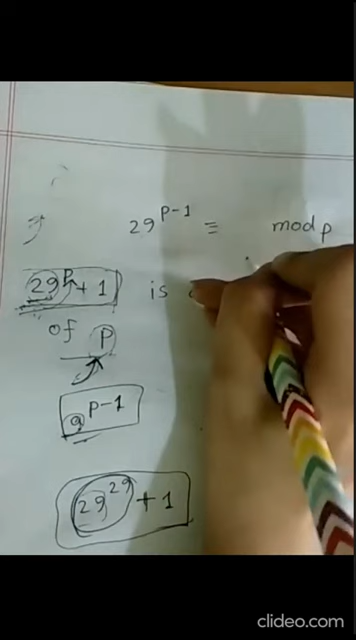 29^{p-1} ≡ mod p
29^p + 1 is a
of p
a^{p-1}
29^{29} + 1
clideo.com